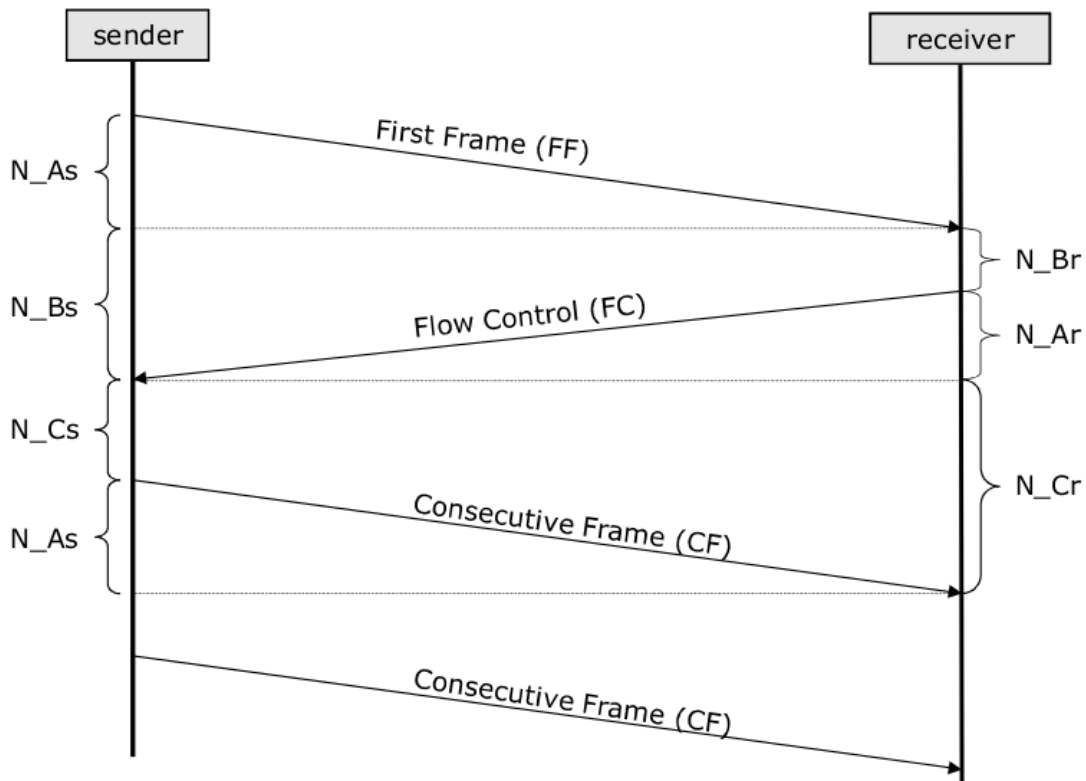 sender
receiver
First Frame (FF)
N_As
N_Br
N_Bs
Flow Control (FC)
N_Ar
N_Cs
N_Cr
Consecutive Frame (CF)
N_As
Consecutive Frame (CF)